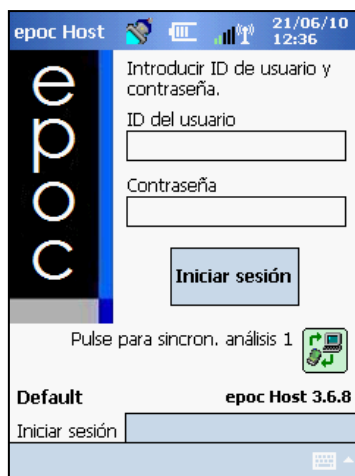 epoc Host
21/06/10
12:36
epoc
Introducir ID de usuario y
contraseña.
ID del usuario
Contraseña
Iniciar sesión
Pulse para sincron. análisis 1
Default
epoc Host 3.6.8
Iniciar sesión